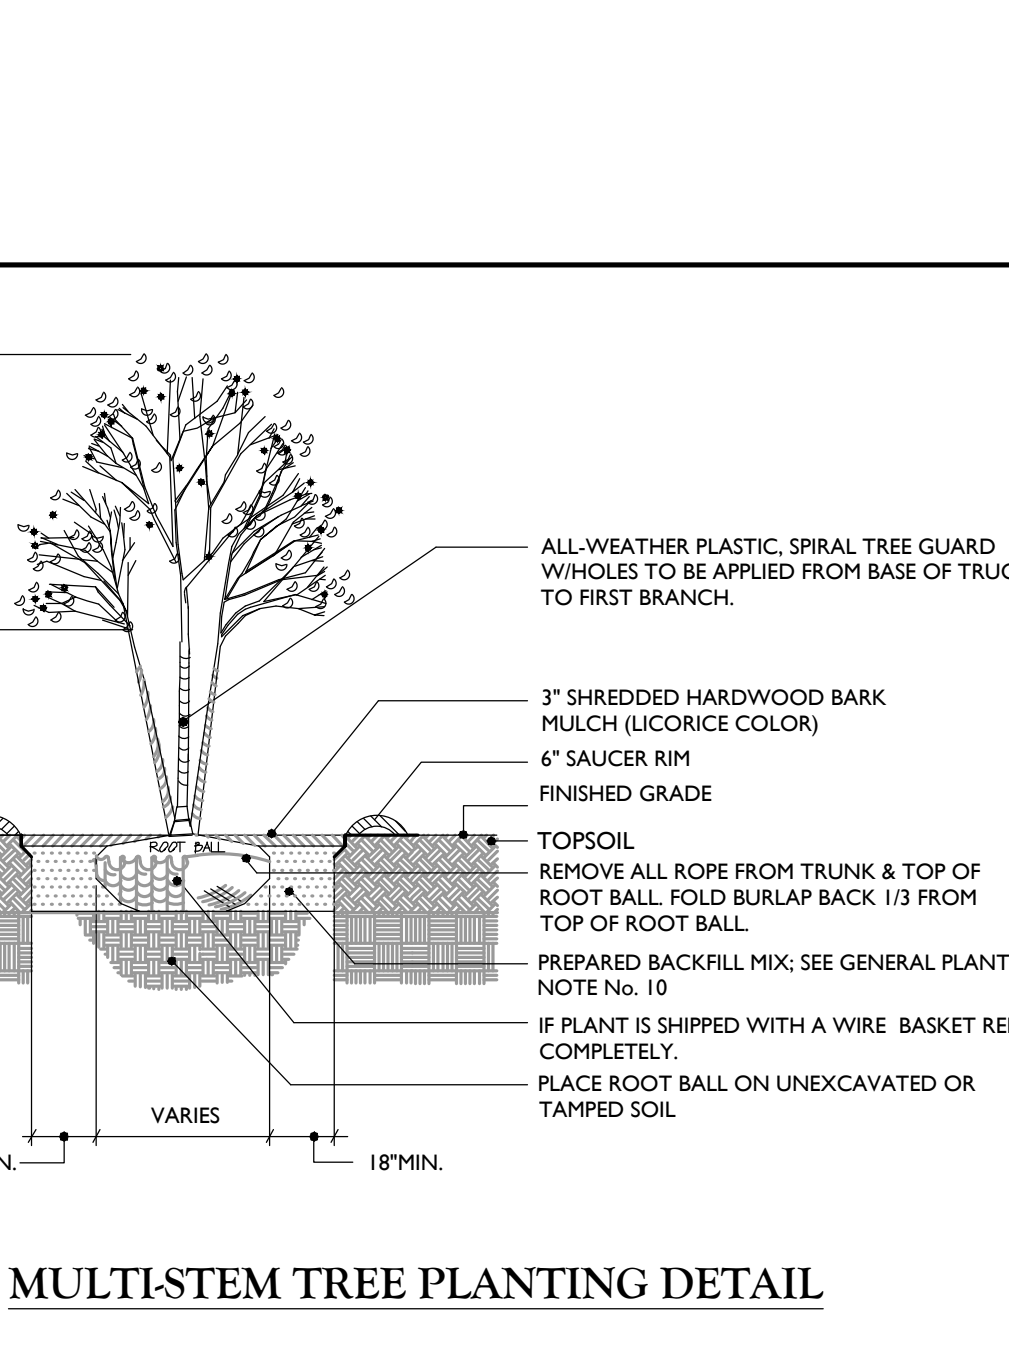 ALL-WEATHER PLASTIC, SPIRAL TREE GUARD
W/HOLES TO BE APPLIED FROM BASE OF
TO FIRST BRANCH.
3" SHREDDED HARDWOOD BARK
MULCH (LICORICE COLOR)
6" SAUCER RIM
FINISHED GRADE
TOPSOIL
ROOT BALL
REMOVE ALL ROPE FROM TRUNK & TOP OF
ROOT BALL. FOLD BURLAP BACK 1/3 FROM
TOP OF ROOT BALL.
PREPARED BACKFILL MIX; SEE GENERAL PLANT
NOTE No. 10
IF PLANT IS SHIPPED WITH A WIRE BASKET
COMPLETELY.
PLACE ROOT BALL ON UNEXCAVATED OR
TAMPED SOIL
VARIES
18"MIN.
MULTI-STEM TREE PLANTING DETAIL